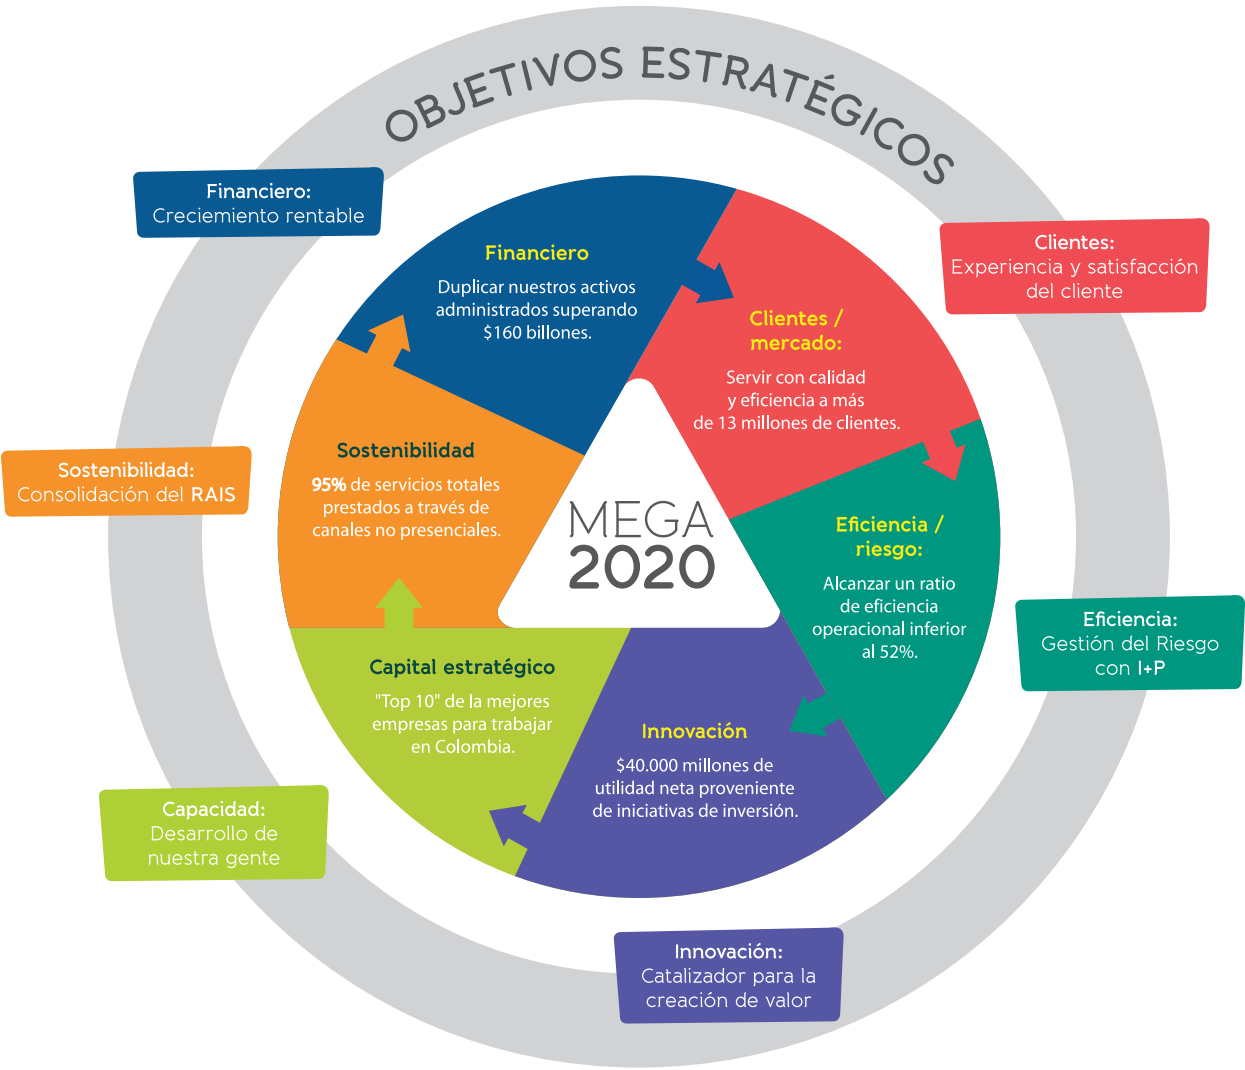 OBJETIVOS ESTRATÉGICOS
Financiero:
Creciemiento rentable
Clientes:
Experiencia y satisfacción
del cliente
Financiero
Duplicar nuestros activos
administrados superando
$160 billones.
Clientes /
mercado:
Servir con calidad
y eficiencia a más
de 13 millones de clientes.
Sostenibilidad:
Consolidación del RAIS
Sostenibilidad
95% de servicios totales
prestados a través de
canales no presenciales.
MEGA
2020
Eficiencia /
riesgo:
Alcanzar un ratio
de eficiencia
operacional inferior
al 52%.
Eficiencia:
Gestión del Riesgo
con I+P
Capital estratégico
"Top 10" de la mejores
empresas para trabajar
en Colombia.
Innovación
$40.000 millones de
utilidad neta proveniente
de iniciativas de inversión.
Capacidad:
Desarrollo de
nuestra gente
Innovación:
Catalizador para la
creación de valor